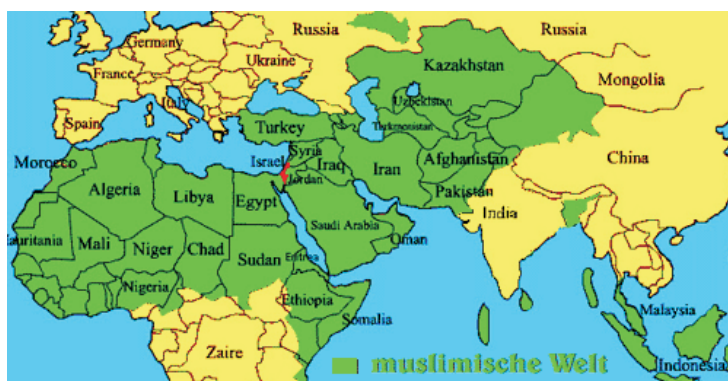 Russia
Russia
Germany
Ukraine
France
Kazakhstan
Mongolia
Italy
Uzbekistan
Spain
Turkey
Turkmenistan
Syria
China
Morocco
Israel
Iraq
Iran
Afghanistan
Jordan
Algeria
Libya
Egypt
Pakistan
India
Saudi Arabia
Oman
Mauritania
Mali
Niger
Chad
Sudan
Eritrea
Nigeria
Ethiopia
Somalia
Malaysia
Zaire
Indonesia
muslimische Welt